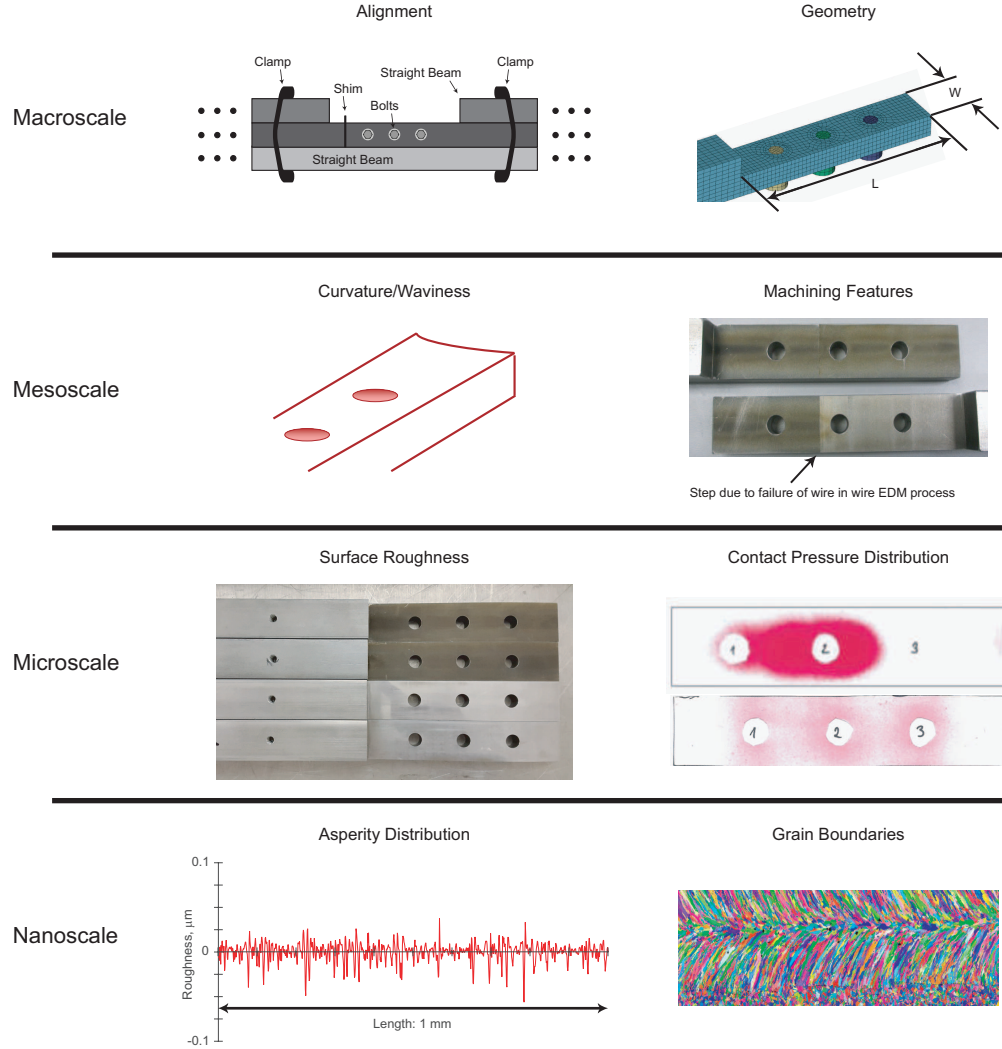 Alignment
Geometry
Macroscale
Clamp
Straight Beam
Clamp
Shim
Bolts
Straight Beam
W
L
Curvature/Waviness
Machining Features
Mesoscale
Step due to failure of wire in wire EDM process
Surface Roughness
Contact Pressure Distribution
Microscale
1
2
3
1
2
3
Asperity Distribution
Grain Boundaries
Nanoscale
0.1
0
-0.1
Roughness, μm
Length: 1 mm